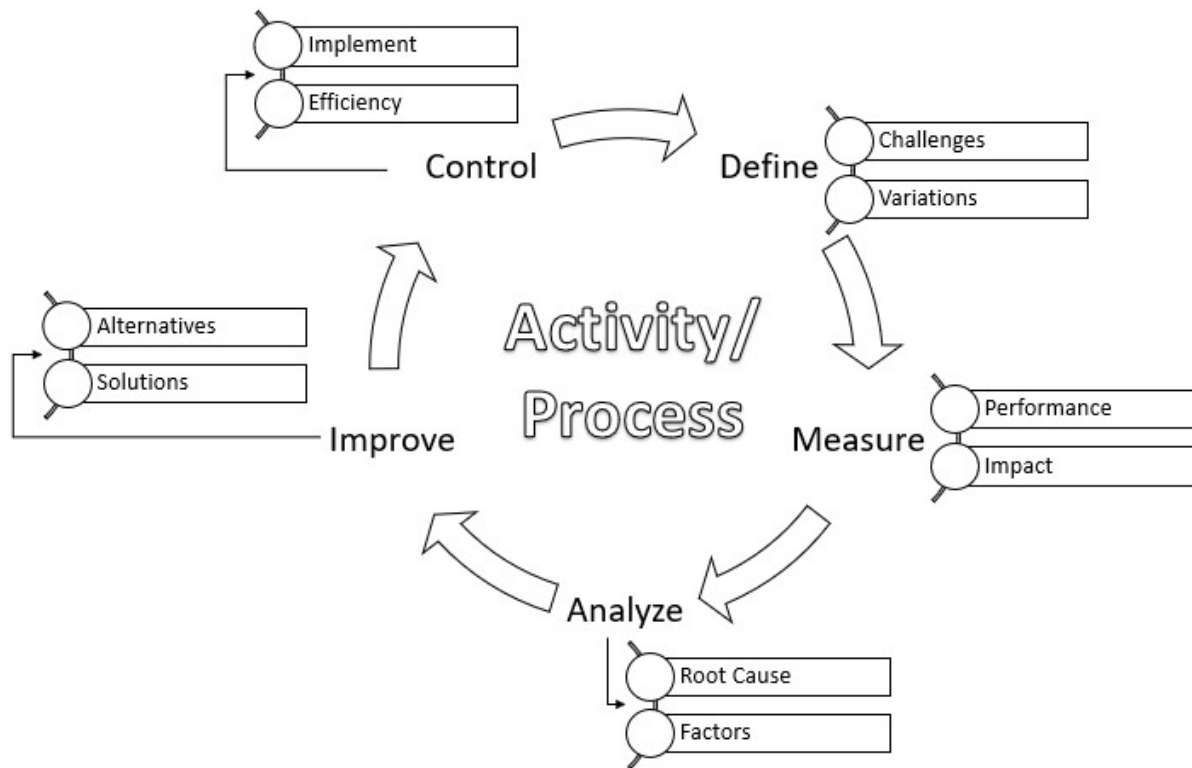 Implement
Efficiency
Control
Define
Challenges
Variations
Alternatives
Solutions
Improve
Activity/
Process
Measure
Performance
Impact
Analyze
Root Cause
Factors